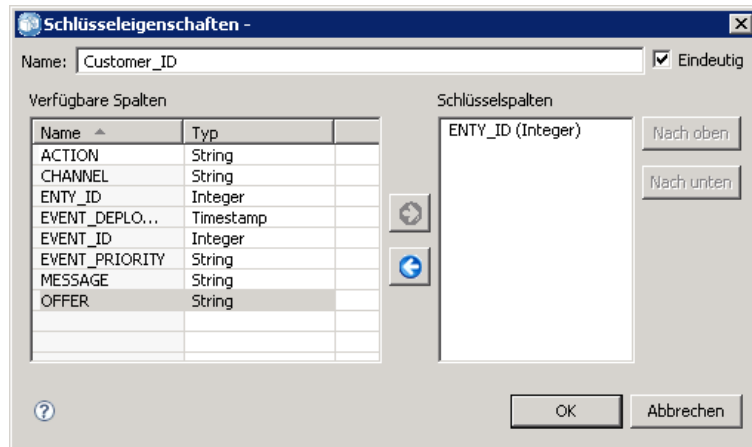 Schlüsseleigenschaften -
Name: Customer_ID Eindeutig
Verfügbare Spalten Schlüsselspalten
Name Typ ENTY_ID (Integer) Nach oben
ACTION String
CHANNEL String Nach unten
ENTY_ID Integer
EVENT_DEPLO... Timestamp
EVENT_ID Integer
EVENT_PRIORITY String
MESSAGE String
OFFER String
OK Abbrechen